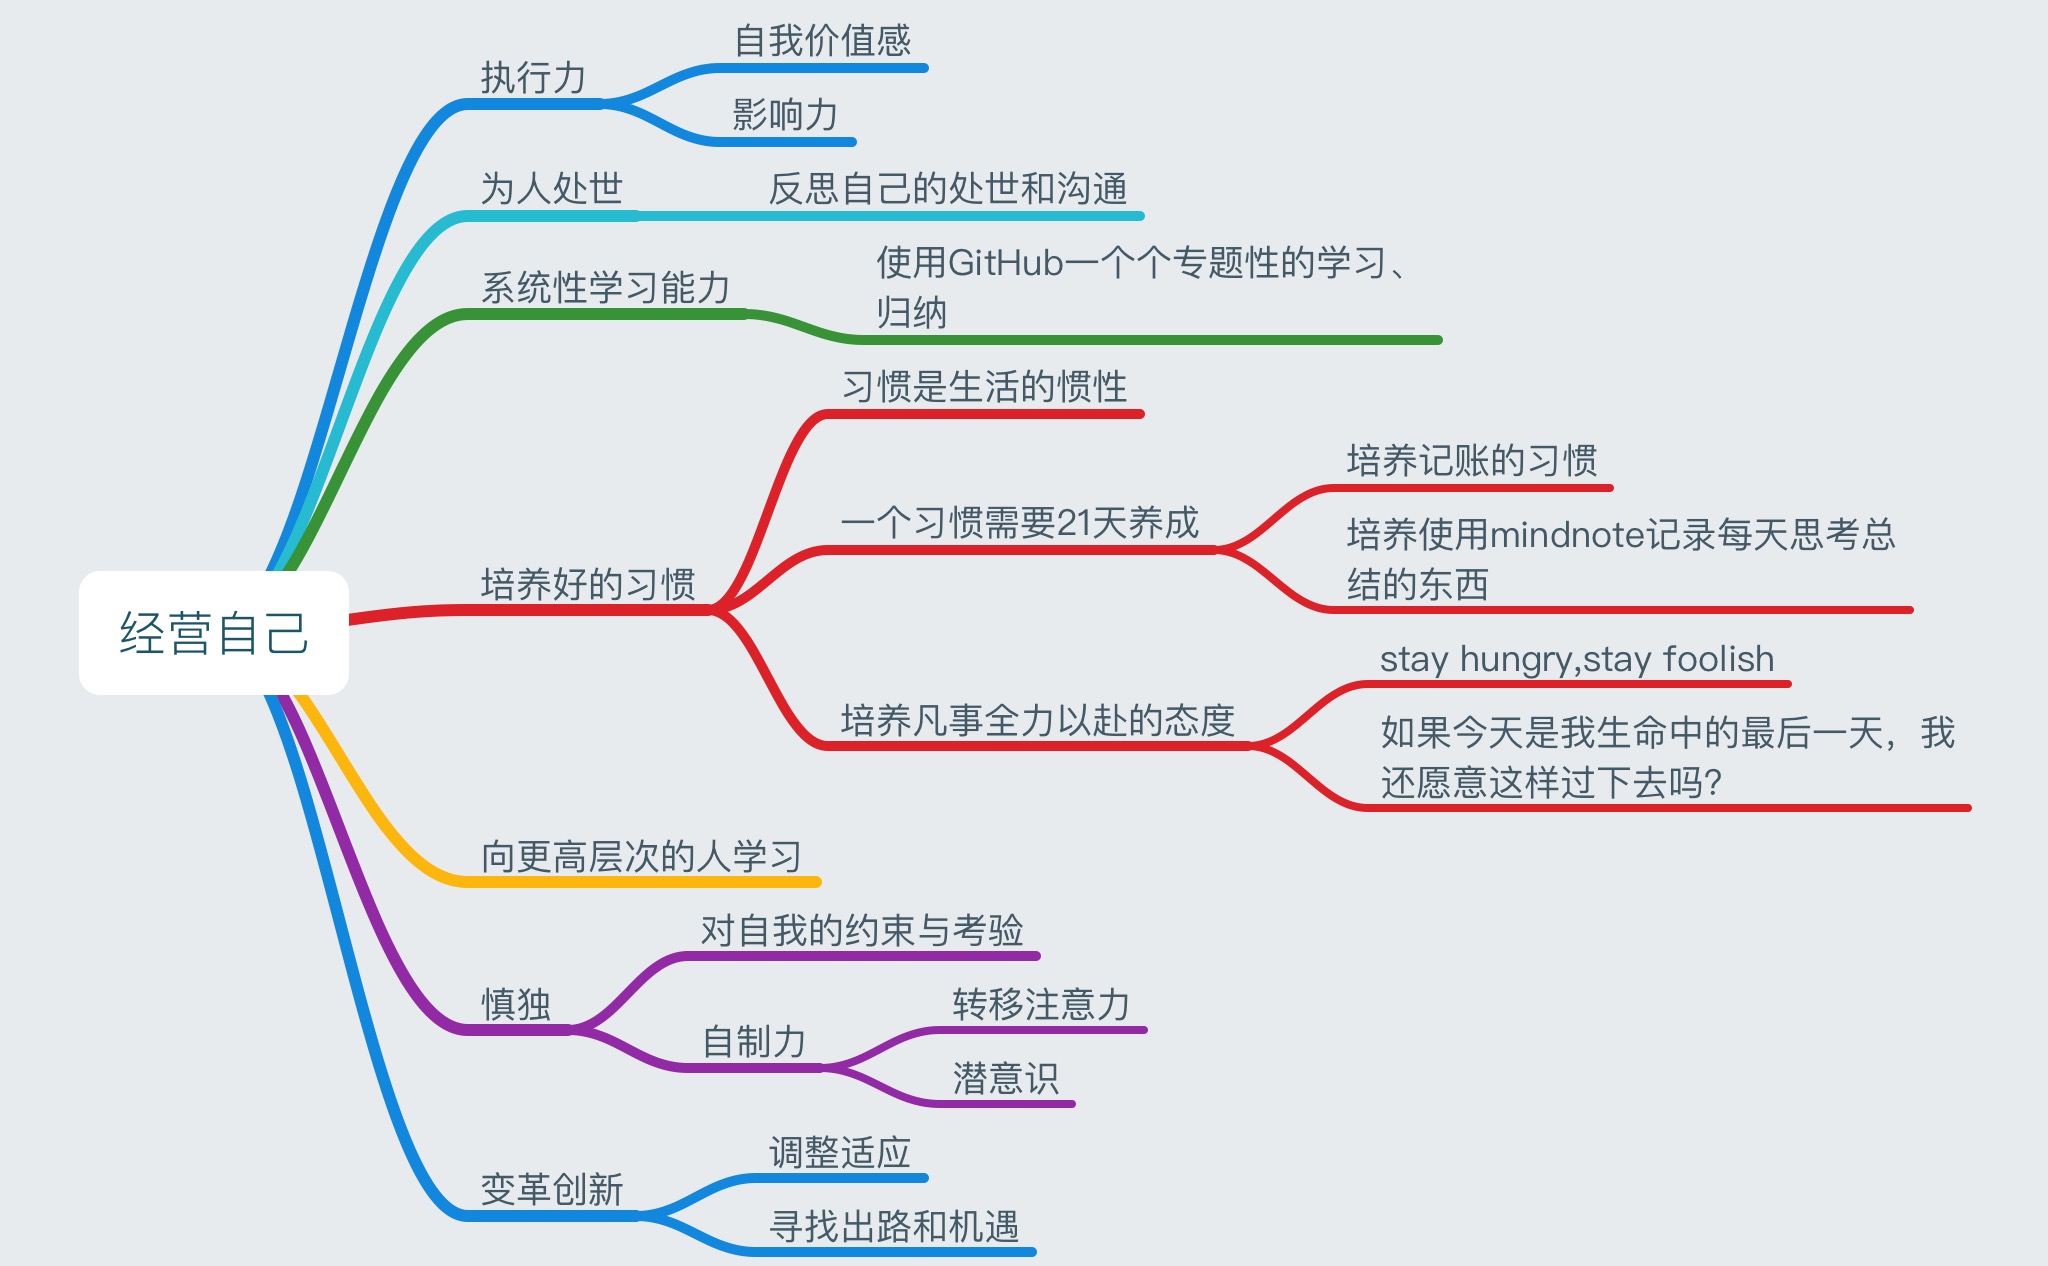 经营自己
执行力
自我价值感
影响力
为人处世
反思自己的处世和沟通
系统性学习能力
使用GitHub一个个专题性的学习、
归纳
培养好的习惯
习惯是生活的惯性
一个习惯需要21天养成
培养记账的习惯
培养使用mindnote记录每天思考总
结的东西
培养凡事全力以赴的态度
stay hungry,stay foolish
如果今天是我生命中的最后一天，我
还愿意这样过下去吗？
向更高层次的人学习
慎独
对自我的约束与考验
自制力
转移注意力
潜意识
变革创新
调整适应
寻找出路和机遇